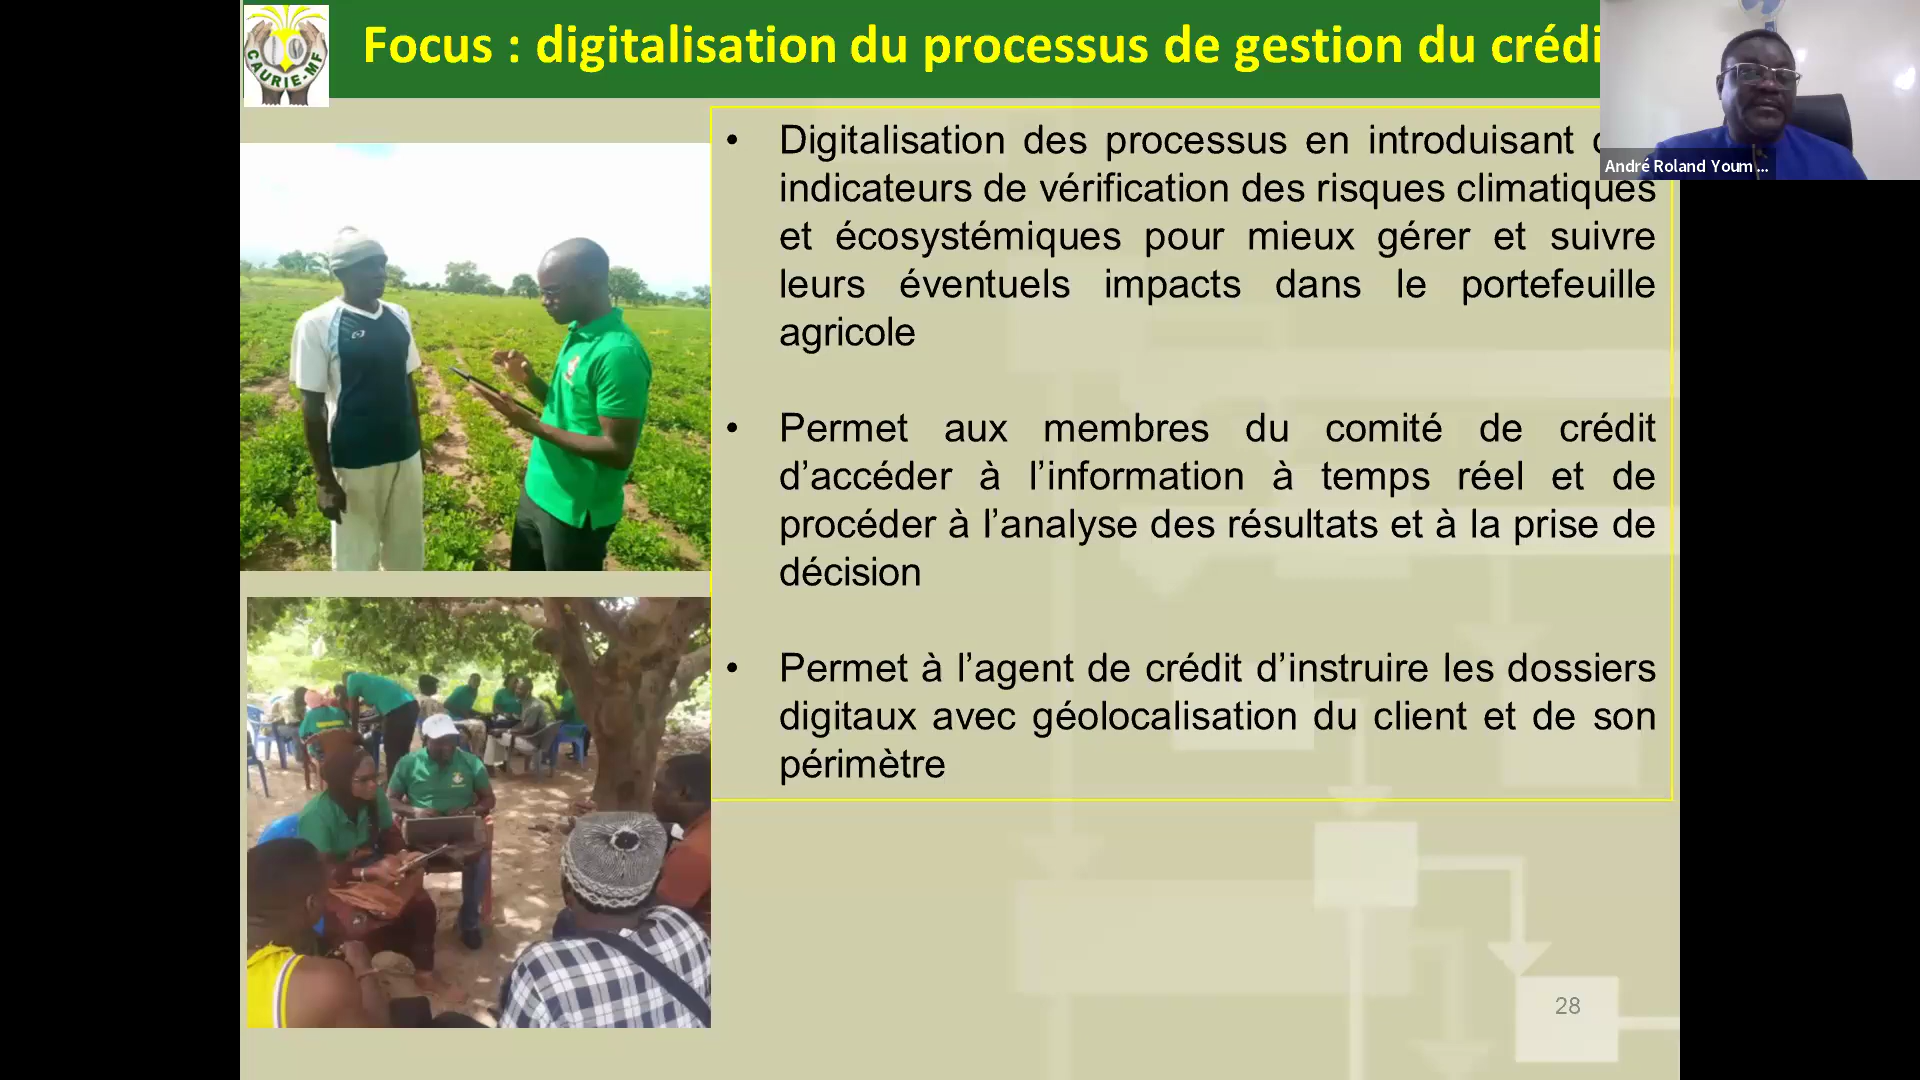 CAURIE-MF
Focus : digitalisation du processus de gestion du
André Roland Youm ...
• Digitalisation des processus en introduisant
indicateurs de vérification des risques climatiques
et écosystémiques pour mieux gérer et suivre
leurs éventuels impacts dans le portefeuille
agricole
• Permet aux membres du comité de crédit
d’accéder à l’information à temps réel et de
procéder à l’analyse des résultats et à la prise de
décision
• Permet à l’agent de crédit d’instruire les dossiers
digitaux avec géolocalisation du client et de son
périmètre
28